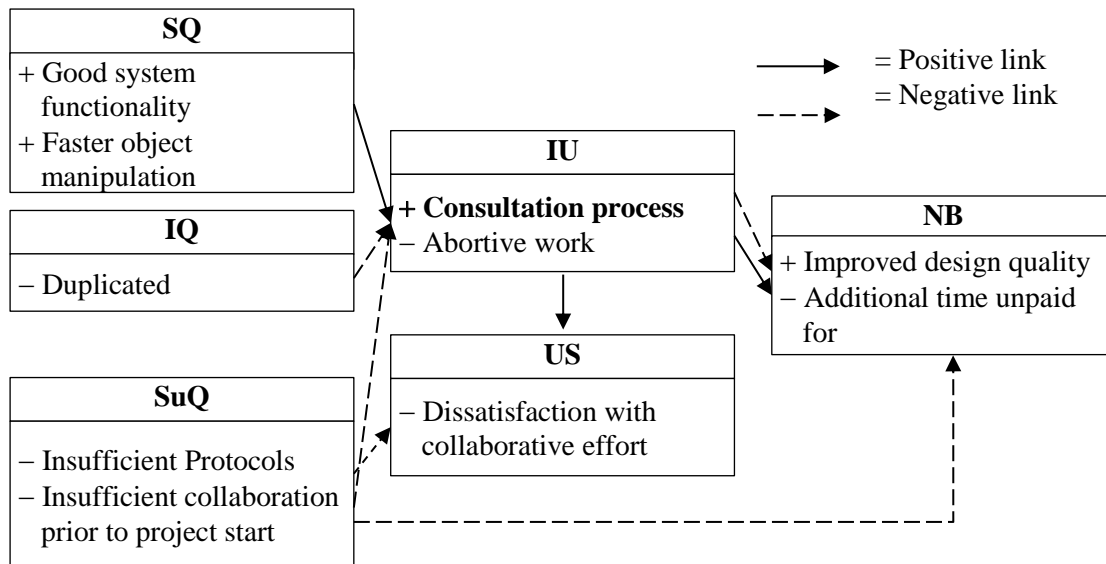 SQ
+ Good system
functionality
+ Faster object
manipulation
= Positive link
= Negative link
IU
+ Consultation process
– Abortive work
IQ
– Duplicated
NB
+ Improved design quality
– Additional time unpaid
for
US
– Dissatisfaction with
collaborative effort
SuQ
– Insufficient Protocols
– Insufficient collaboration
prior to project start